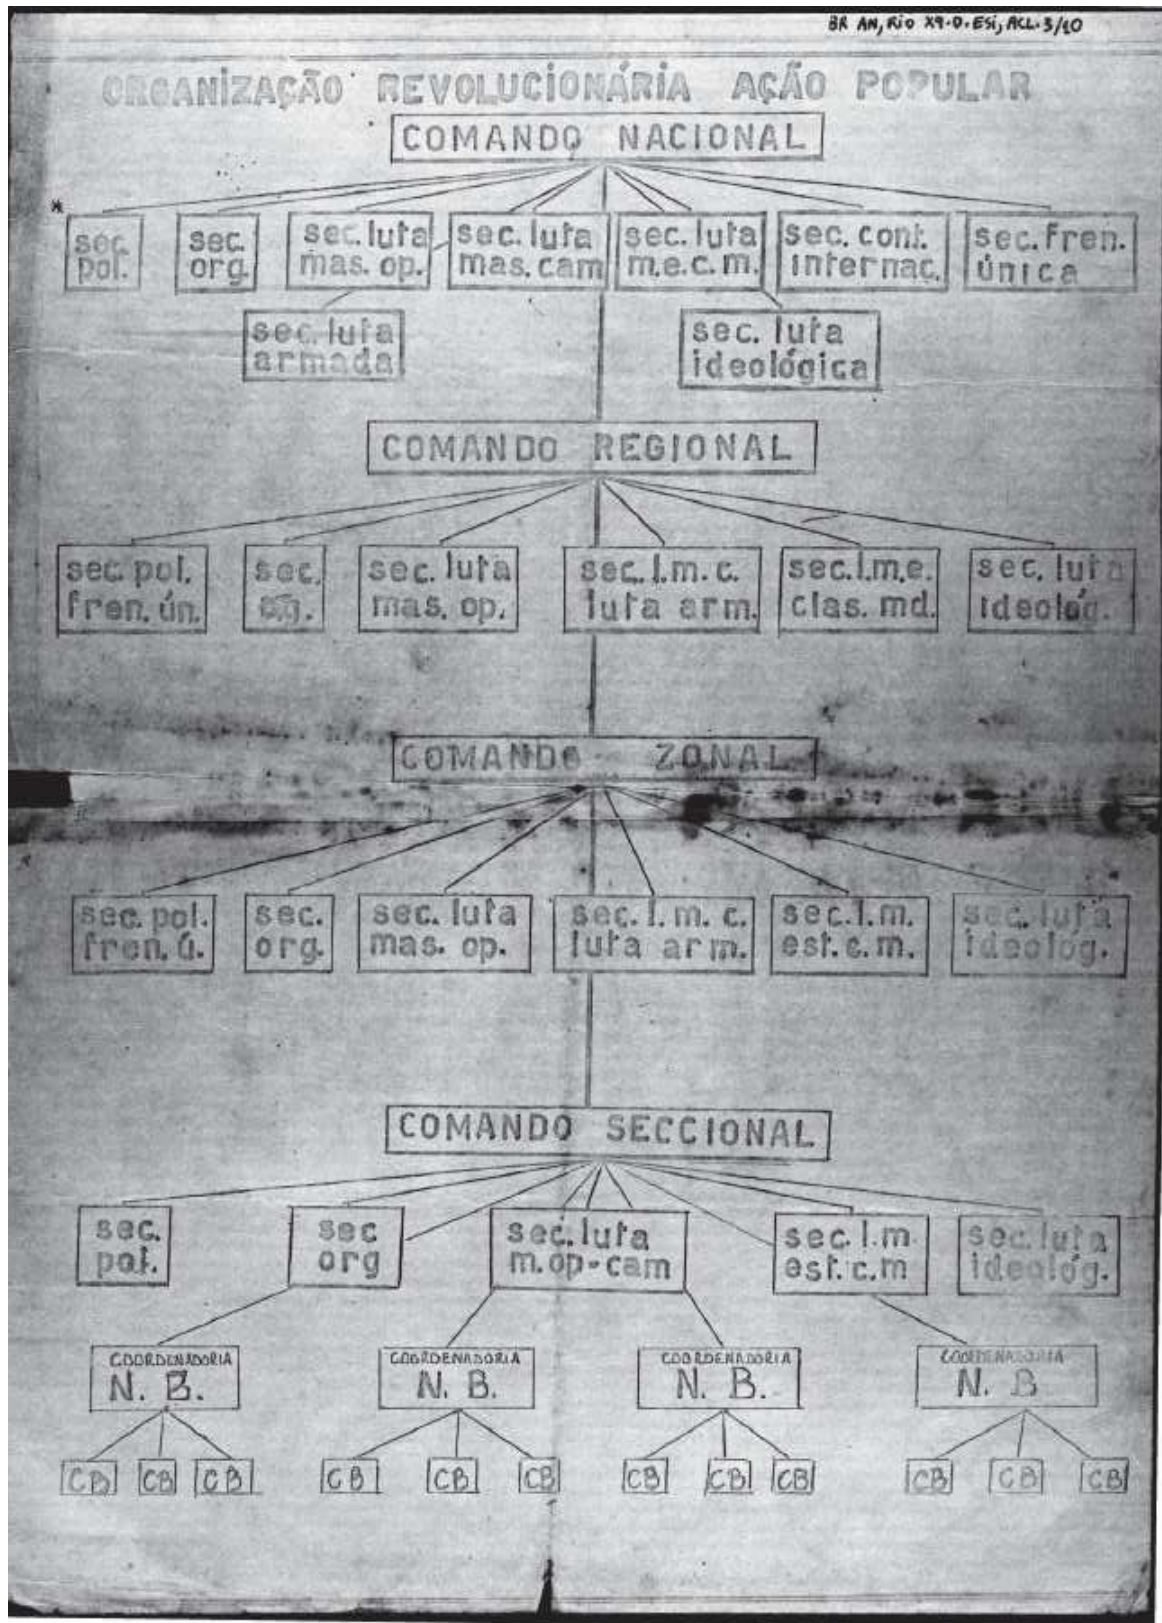 BR AN, RIO X9.0.ESI, ACL.3/10
ORGANIZAÇÃO REVOLUCIONÁRIA AÇÃO POPULAR
COMANDO NACIONAL
*
sec.
pol.
sec.
org.
sec. luta
mas. op.
sec. luta
mas. cam
sec. luta
m.e.c.m.
sec. cont.
internac.
sec. fren.
única
sec. luta
armada
sec. luta
ideológica
COMANDO REGIONAL
sec. pol.
fren. ún.
sec.
sec. luta
mas. op.
sec. l. m. c.
luta arm.
sec. l.m.e.
clas. md.
sec. luta
ideológ.
COMANDO ZONAL
sec. pol.
fren. ú.
sec.
org.
sec. luta
mas. op.
sec. l. m. c.
luta arm.
sec. l. m.
est. c. m.
sec. luta
ideológ.
COMANDO SECCIONAL
sec.
pol.
sec
org
sec. luta
m. op-cam
sec. l. m
est. c. m
sec. luta
ideológ.
COORDENADORIA
N. B.
COORDENADORIA
N. B.
COORDENADORIA
N. B.
COORDENADORIA
N. B
CB CB CB CB CB CB CB CB CB CB CB CB